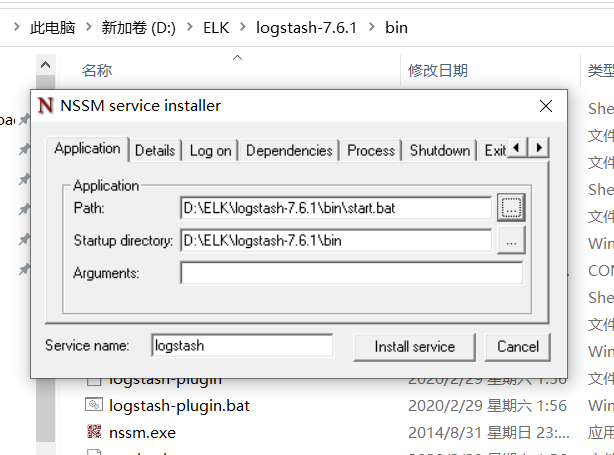 此电脑 > 新加卷 (D:) > ELK > logstash-7.6.1 > bin
名称 修改日期 类型
NSSM service installer
Application Details Log on Dependencies Process Shutdown Exit
Application
Path: D:\ELK\logstash-7.6.1\bin\start.bat ...
Startup directory: D:\ELK\logstash-7.6.1\bin ...
Arguments:
Service name: logstash Install service Cancel
She
文件
文件
She
文件
Win
CON
She
文件
Win
logstash-plugin 2020/2/29 星期六 1:56 文件
logstash-plugin.bat 2020/2/29 星期六 1:56 Win
nssm.exe 2014/8/31 星期日 23:... 应用